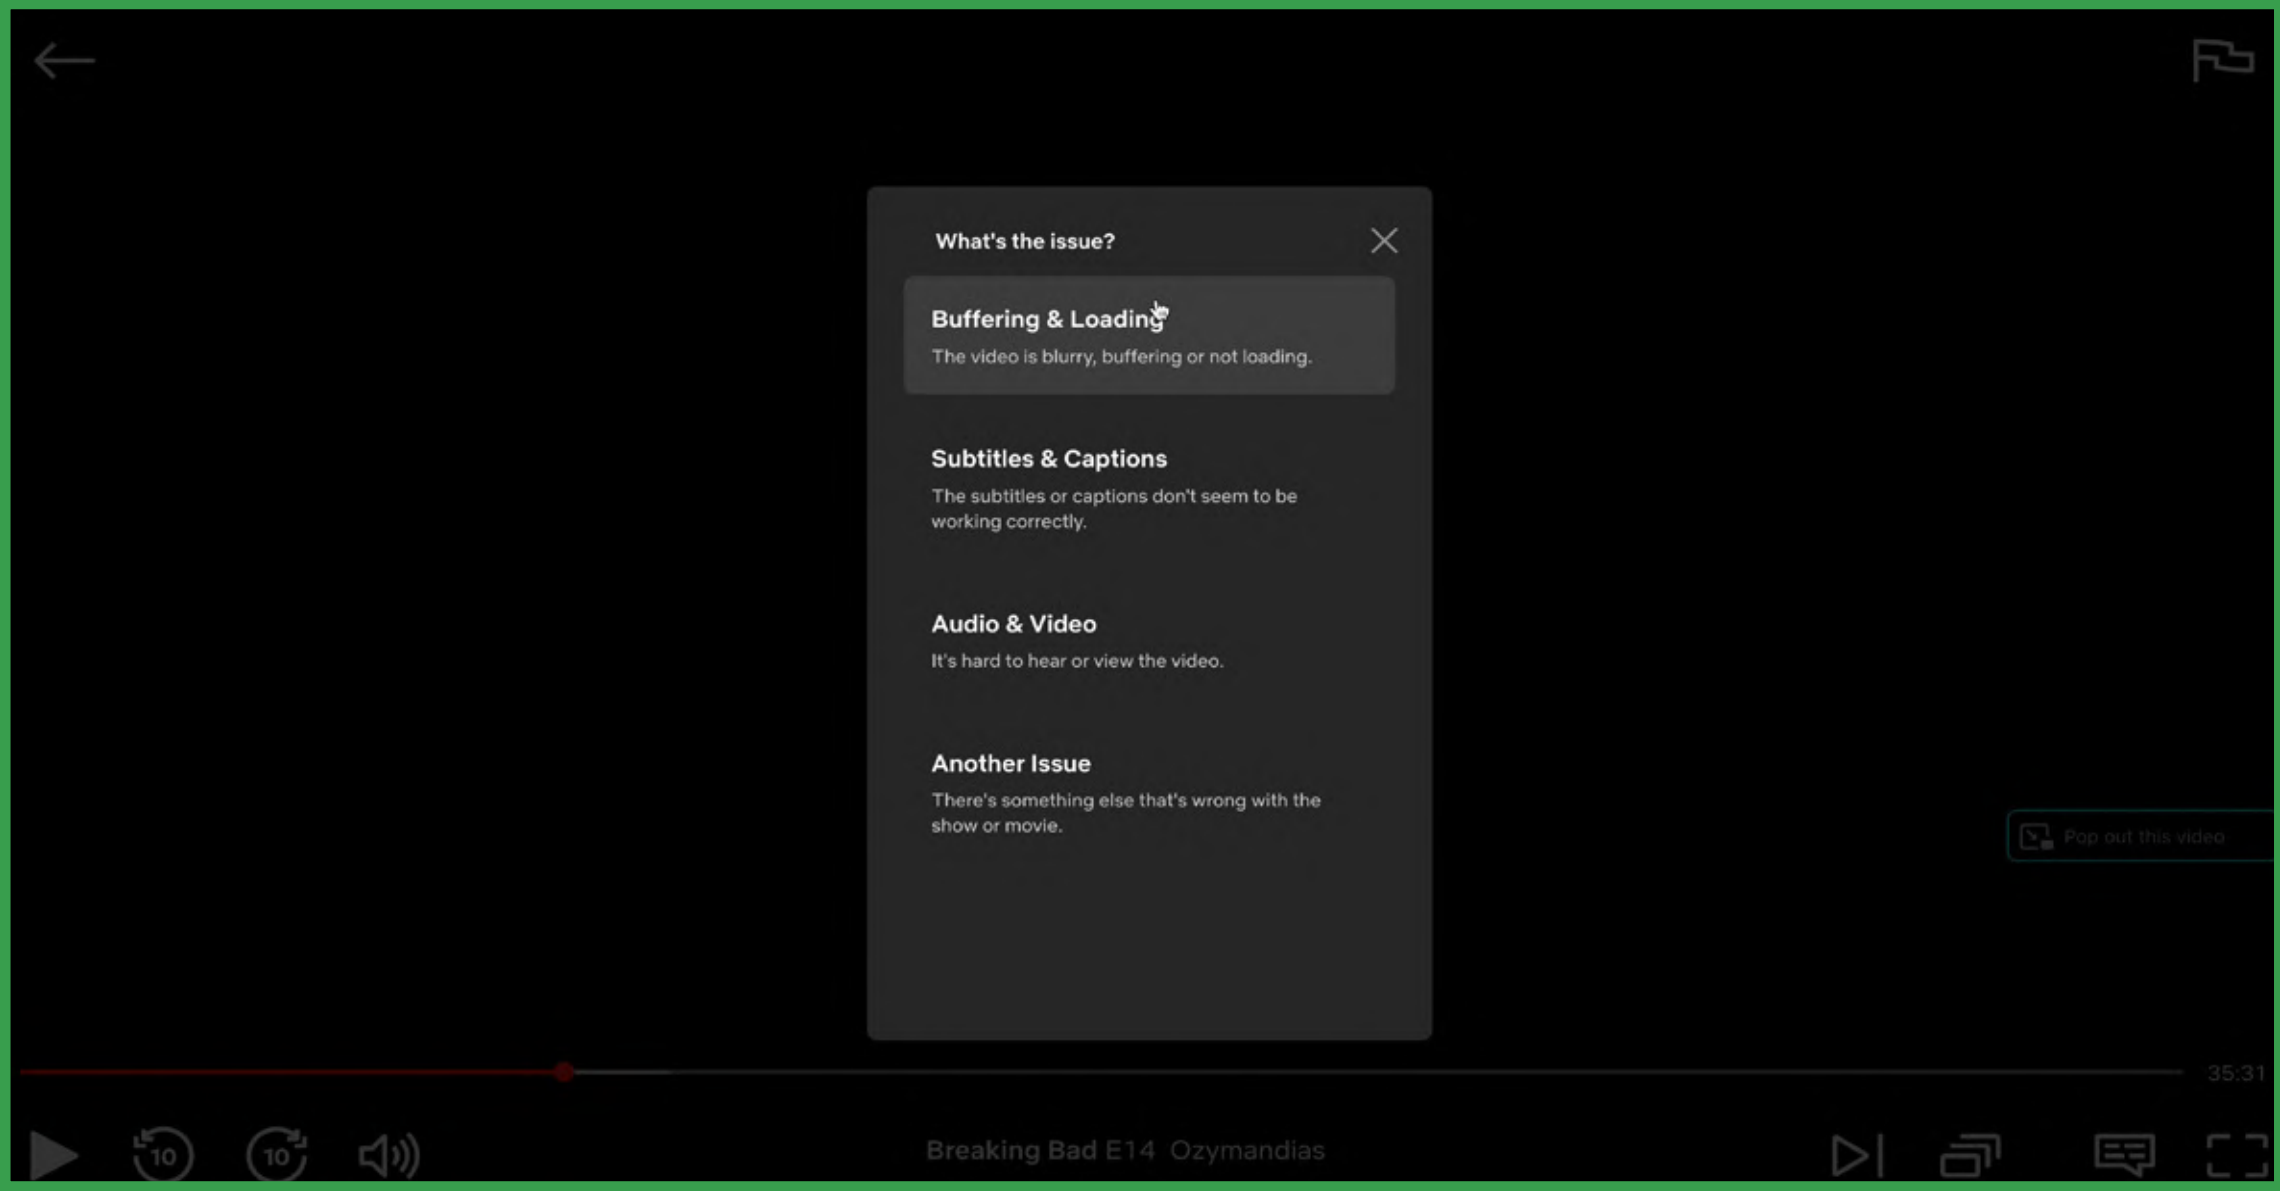 What's the issue?
Buffering & Loading
The video is blurry, buffering or not loading.
Subtitles & Captions
The subtitles or captions don't seem to be
working correctly.
Audio & Video
It's hard to hear or view the video.
Another Issue
There's something else that's wrong with the
show or movie.
Pop out this video
35:31
10
10
Breaking Bad E14 Ozymandias